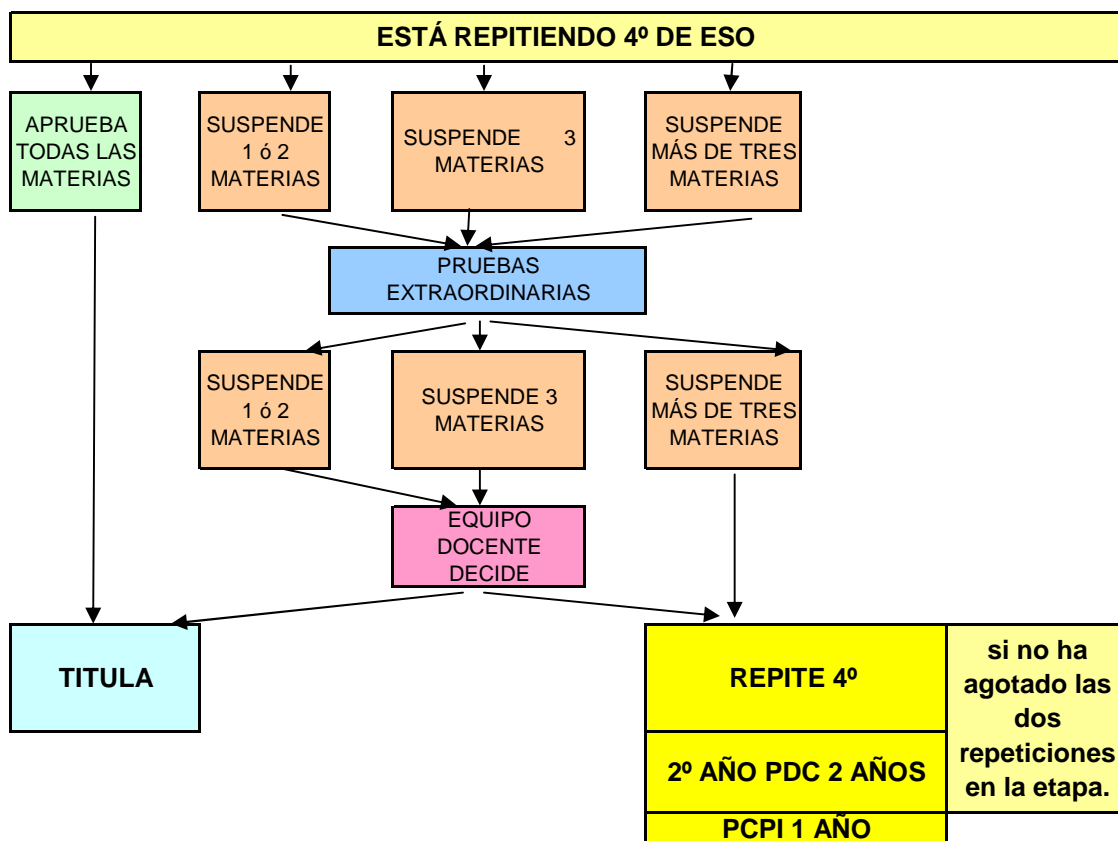 ESTÁ REPITIENDO 4º DE ESO
APRUEBA
TODAS LAS
MATERIAS
SUSPENDE
1 ó 2
MATERIAS
SUSPENDE 3
MATERIAS
SUSPENDE
MÁS DE TRES
MATERIAS
PRUEBAS
EXTRAORDINARIAS
SUSPENDE
1 ó 2
MATERIAS
SUSPENDE 3
MATERIAS
SUSPENDE
MÁS DE TRES
MATERIAS
EQUIPO
DOCENTE
DECIDE
TITULA
REPITE 4º
2º AÑO PDC 2 AÑOS
PCPI 1 AÑO
si no ha
agotado las
dos
repeticiones
en la etapa.